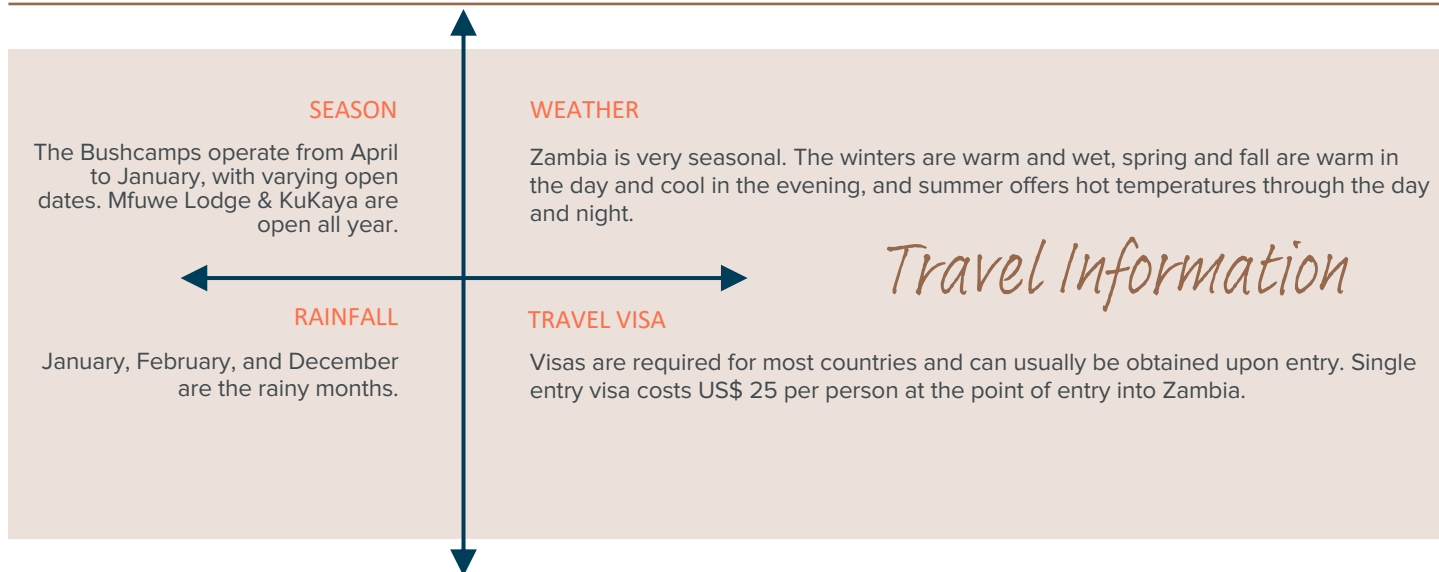 SEASON
The Bushcamps operate from April
to January, with varying open
dates. Mfuwe Lodge & KuKaya are
open all year.
WEATHER
Zambia is very seasonal. The winters are warm and wet, spring and fall are warm in
the day and cool in the evening, and summer offers hot temperatures through the day
and night.
Travel Information
RAINFALL
January, February, and December
are the rainy months.
TRAVEL VISA
Visas are required for most countries and can usually be obtained upon entry. Single
entry visa costs US$ 25 per person at the point of entry into Zambia.